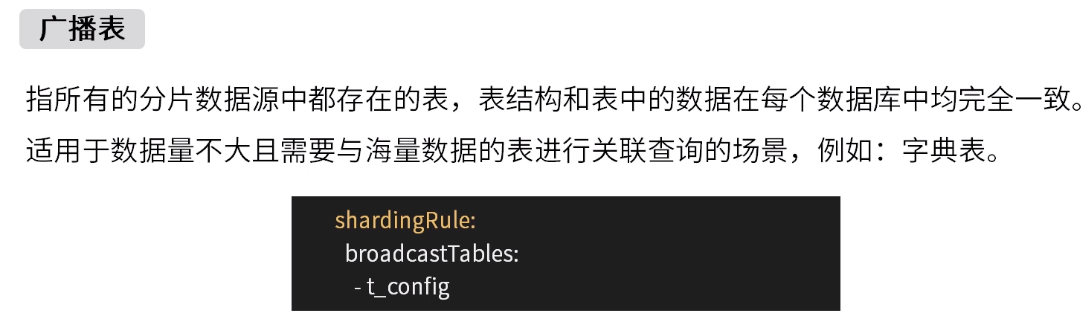 广播表
指所有的分片数据源中都存在的表，表结构和表中的数据在每个数据库中均完全一致。
适用于数据量不大且需要与海量数据的表进行关联查询的场景，例如：字典表。
shardingRule:
broadcastTables:
- t_config